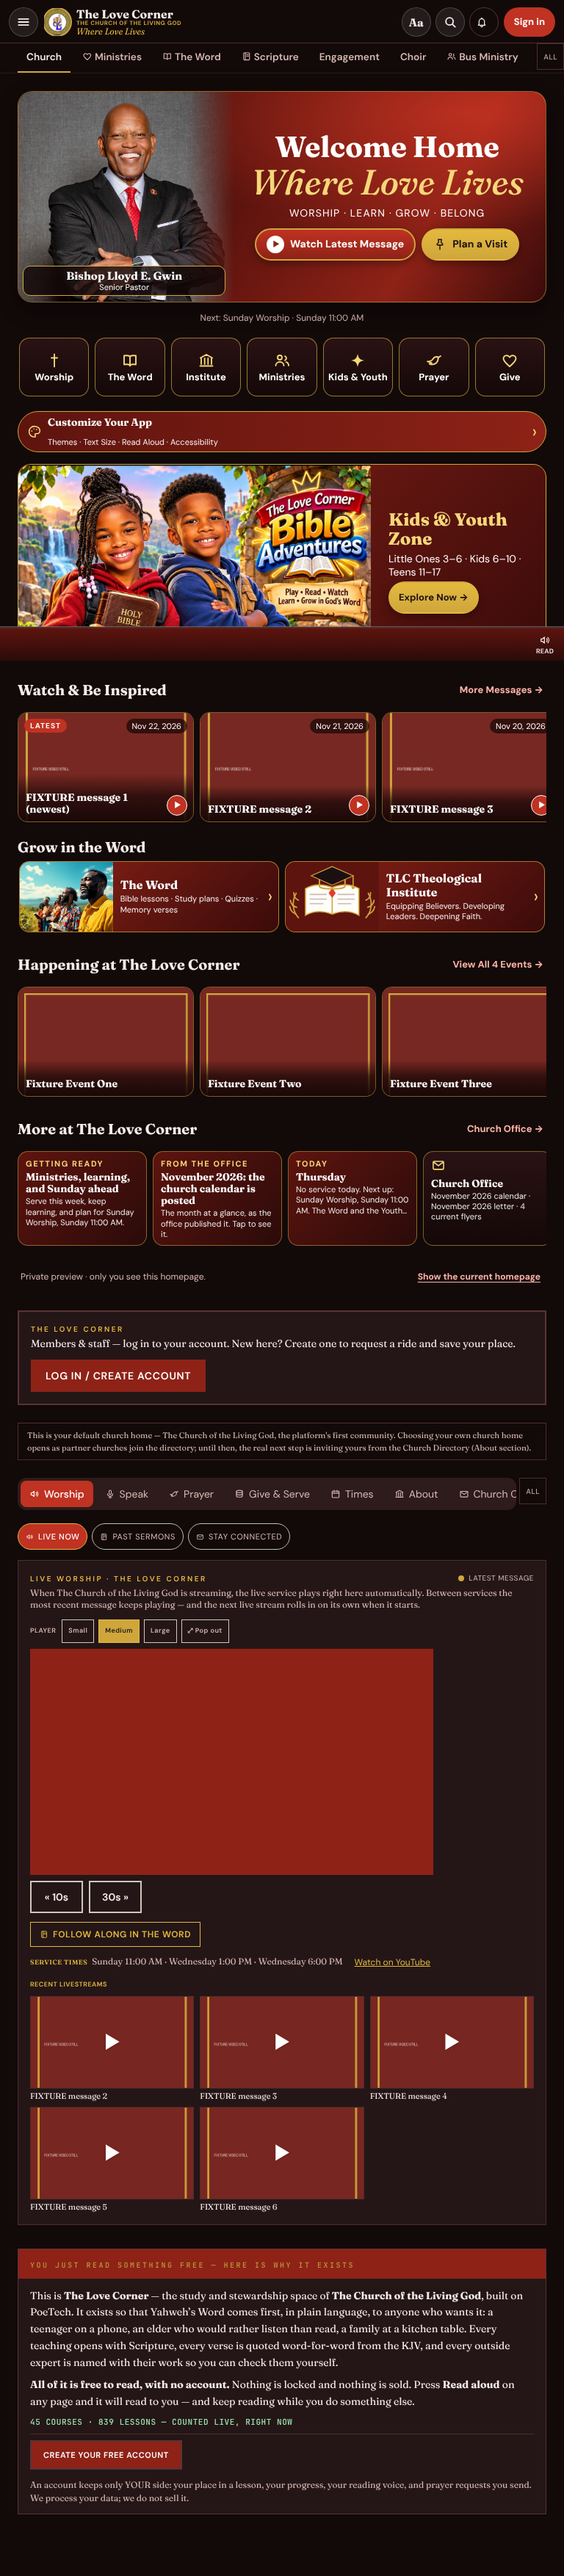 The Love Corner
THE CHURCH OF THE LIVING GOD
Where Love Lives
Aa
Sign In
Church
Ministries
The Word
Scripture
Engagement
Choir
Bus Ministry
ALL
Welcome Home
Where Love Lives
WORSHIP · LEARN · GROW · BELONG
Watch Latest Message
Plan a Visit
Bishop Lloyd E. Gwin
Senior Pastor
Next: Sunday Worship · Sunday 11:00 AM
Worship
The Word
Institute
Ministries
Kids & Youth
Prayer
Give
Customize Your App
Themes · Text Size · Read Aloud · Accessibility
The Love Corner
Bible
Adventures
Play • Read • Watch
Learn • Grow in God's Word
HOLY
BIBLE
Kids & Youth
Zone
Little Ones 3–6 · Kids 6–10 ·
Teens 11–17
Explore Now →
READ
Watch & Be Inspired
More Messages →
LATEST
Nov 22, 2026
FIXTURE VIDEO STILL
FIXTURE message 1
(newest)
Nov 21, 2026
FIXTURE VIDEO STILL
FIXTURE message 2
Nov 20, 2026
FIXTURE VIDEO STILL
FIXTURE message 3
Grow in the Word
The Word
Bible lessons · Study plans · Quizzes ·
Memory verses
TLC Theological
Institute
Equipping Believers. Developing
Leaders. Deepening Faith.
Happening at The Love Corner
View All 4 Events →
Fixture Event One
Fixture Event Two
Fixture Event Three
More at The Love Corner
Church Office →
GETTING READY
Ministries, learning,
and Sunday ahead
Serve this week, keep
learning, and plan for Sunday
Worship, Sunday 11:00 AM.
FROM THE OFFICE
November 2026: the
church calendar is
posted
The month at a glance, as the
office published it. Tap to see
it.
TODAY
Thursday
No service today. Next up:
Sunday Worship, Sunday 11:00
AM. The Word and the Youth…
Church Office
November 2026 calendar ·
November 2026 letter · 4
current flyers
Private preview · only you see this homepage.
Show the current homepage
THE LOVE CORNER
Members & staff — log in to your account. New here? Create one to request a ride and save your place.
LOG IN / CREATE ACCOUNT
This is your default church home — The Church of the Living God, the platform's first community. Choosing your own church home
opens as partner churches join the directory; until then, the real next step is inviting yours from the Church Directory (About section).
Worship
Speak
Prayer
Give & Serve
Times
About
Church O
ALL
LIVE NOW
PAST SERMONS
STAY CONNECTED
LIVE WORSHIP · THE LOVE CORNER
LATEST MESSAGE
When The Church of the Living God is streaming, the live service plays right here automatically. Between services the
most recent message keeps playing — and the next live stream rolls in on its own when it starts.
PLAYER
Small
Medium
Large
Pop out
« 10s
30s »
FOLLOW ALONG IN THE WORD
SERVICE TIMES Sunday 11:00 AM · Wednesday 1:00 PM · Wednesday 6:00 PM
Watch on YouTube
RECENT LIVESTREAMS
FIXTURE VIDEO STILL
FIXTURE message 2
FIXTURE VIDEO STILL
FIXTURE message 3
FIXTURE VIDEO STILL
FIXTURE message 4
FIXTURE VIDEO STILL
FIXTURE message 5
FIXTURE VIDEO STILL
FIXTURE message 6
YOU JUST READ SOMETHING FREE — HERE IS WHY IT EXISTS
This is The Love Corner — the study and stewardship space of The Church of the Living God, built on
PoeTech. It exists so that Yahweh's Word comes first, in plain language, to anyone who wants it: a
teenager on a phone, an elder who would rather listen than read, a family at a kitchen table. Every
teaching opens with Scripture, every verse is quoted word-for-word from the KJV, and every outside
expert is named with their work so you can check them yourself.
All of it is free to read, with no account. Nothing is locked and nothing is sold. Press Read aloud on
any page and it will read to you — and keep reading while you do something else.
45 COURSES · 839 LESSONS — COUNTED LIVE, RIGHT NOW
CREATE YOUR FREE ACCOUNT
An account keeps only YOUR side: your place in a lesson, your progress, your reading voice, and prayer requests you send.
We process your data; we do not sell it.